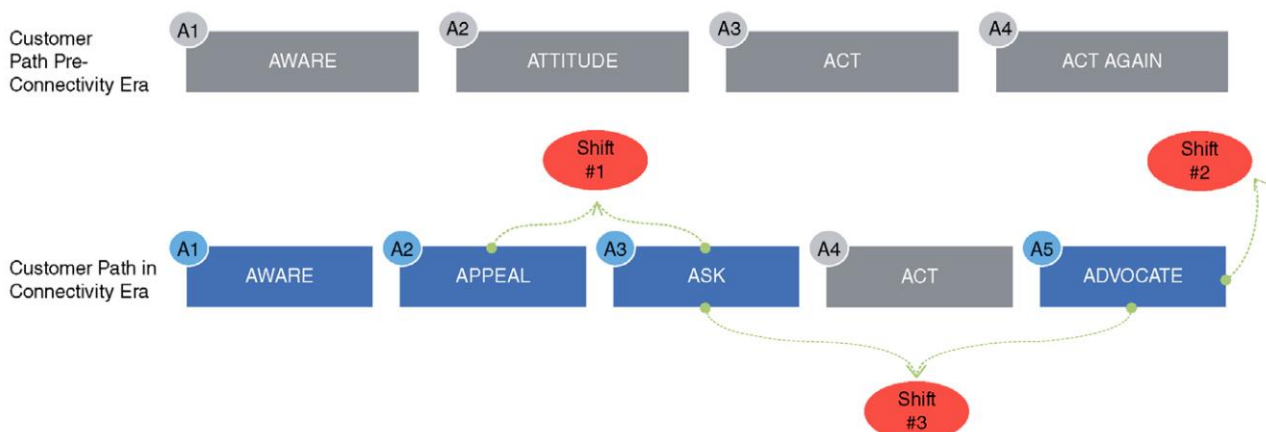 Customer
Path Pre-
Connectivity Era
A1
AWARE
A2
ATTITUDE
A3
ACT
A4
ACT AGAIN
Shift
#1
Shift
#2
Customer Path in
Connectivity Era
A1
AWARE
A2
APPEAL
A3
ASK
A4
ACT
A5
ADVOCATE
Shift
#3